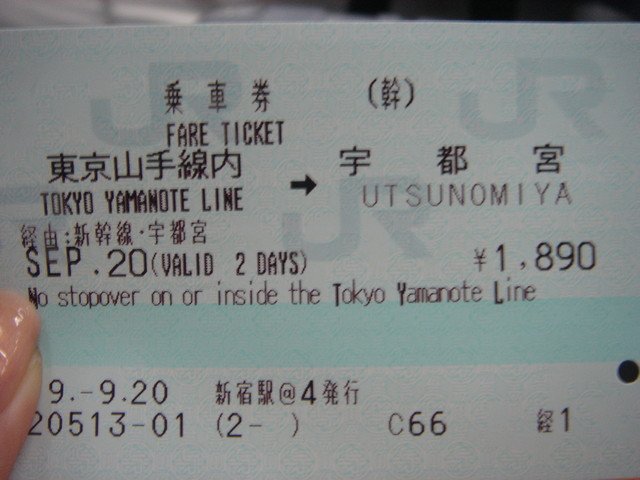 乗車券 (幹)
FARE TICKET
東京山手線内 → 宇都宮
TOKYO YAMANOTE LINE UTSUNOMIYA
経由:新幹線・宇都宮
SEP.20(VALID 2 DAYS) ¥1,890
No stopover on or inside the Tokyo Yamanote Line
9.-9.20 新宿駅@4発行
20513-01 (2- ) C66 経1
JR JR JR